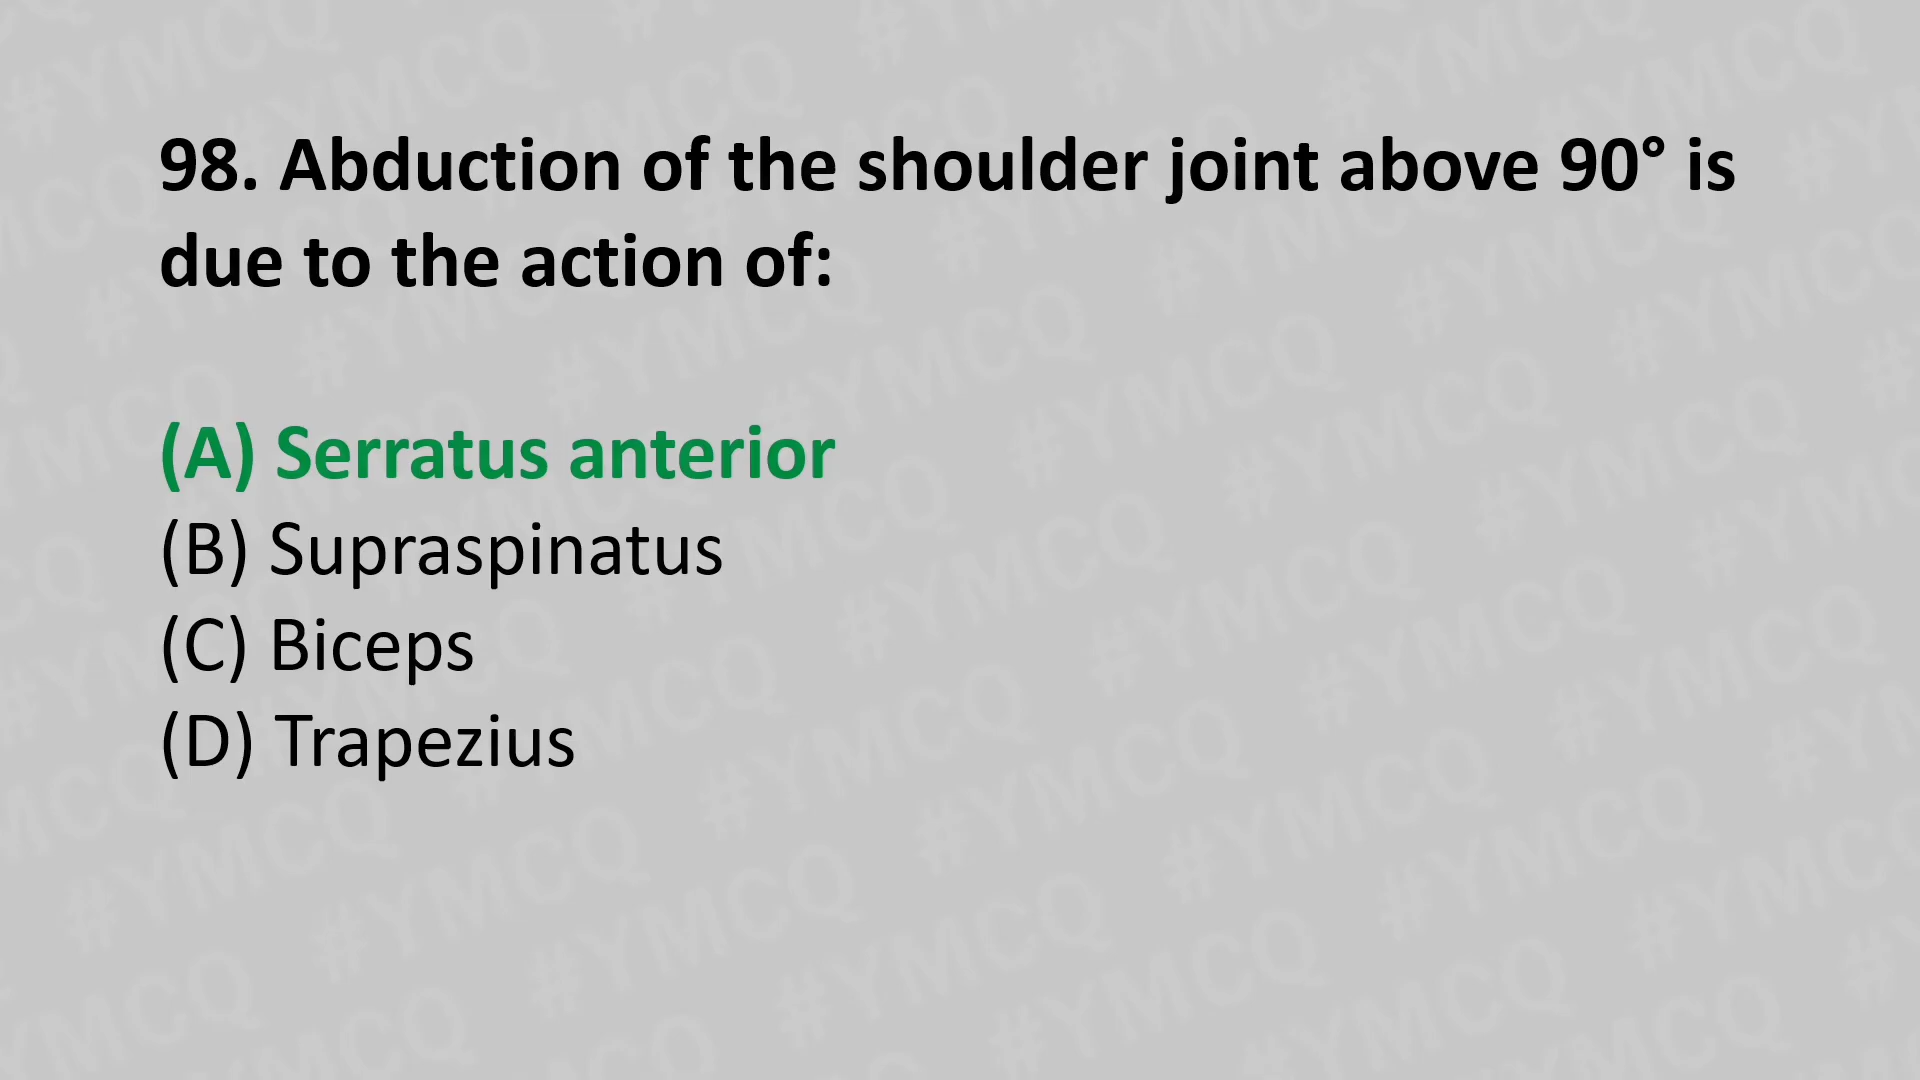 98. Abduction of the shoulder joint above 90° is
due to the action of:
(A) Serratus anterior
(B) Supraspinatus
(C) Biceps
(D) Trapezius
#YMCQ